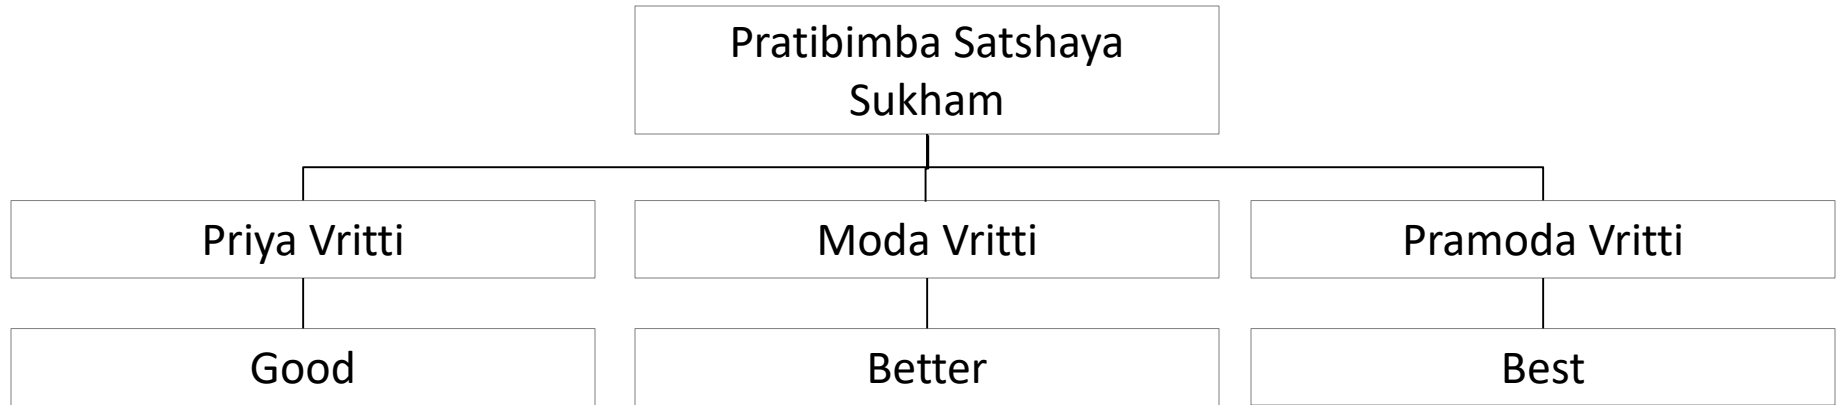 Pratibimba Satshaya
Sukham
Priya Vritti
Moda Vritti
Pramoda Vritti
Good
Better
Best